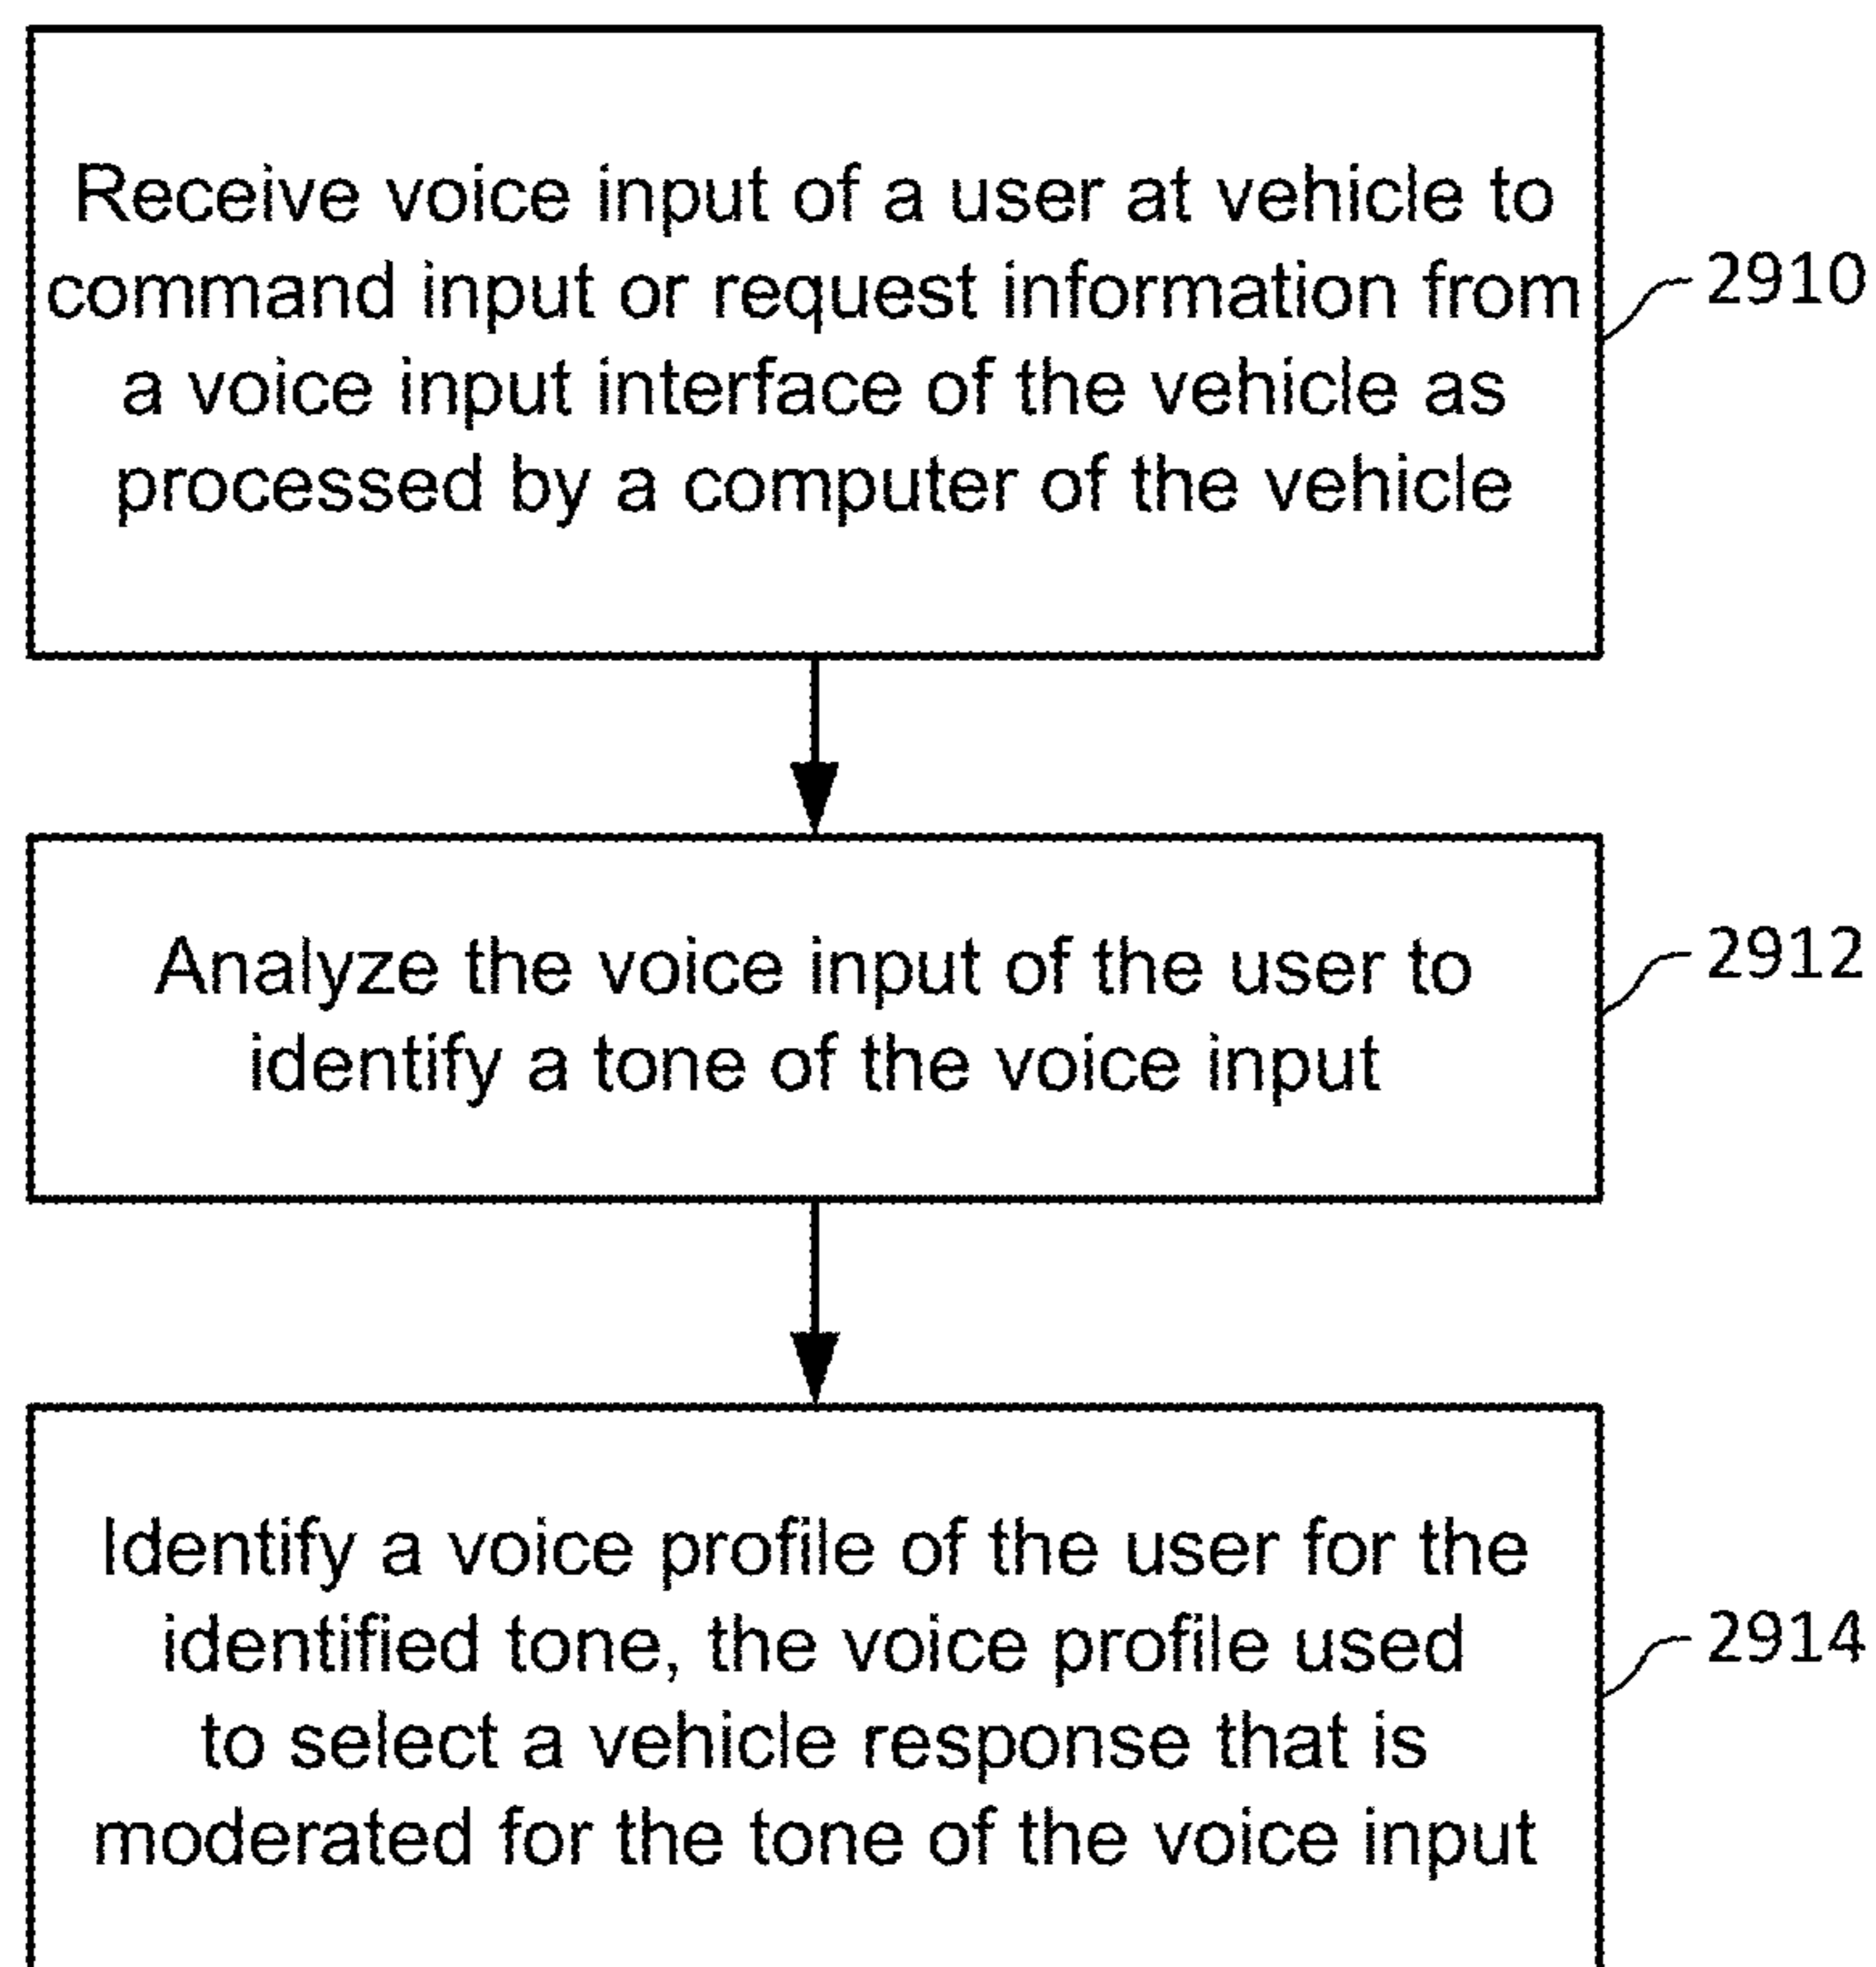 Receive voice input of a user at vehicle to
command input or request information from
a voice input interface of the vehicle as
processed by a computer of the vehicle
2910
Analyze the voice input of the user to
identify a tone of the voice input
2912
Identify a voice profile of the user for the
identified tone, the voice profile used
to select a vehicle response that is
moderated for the tone of the voice input
2914